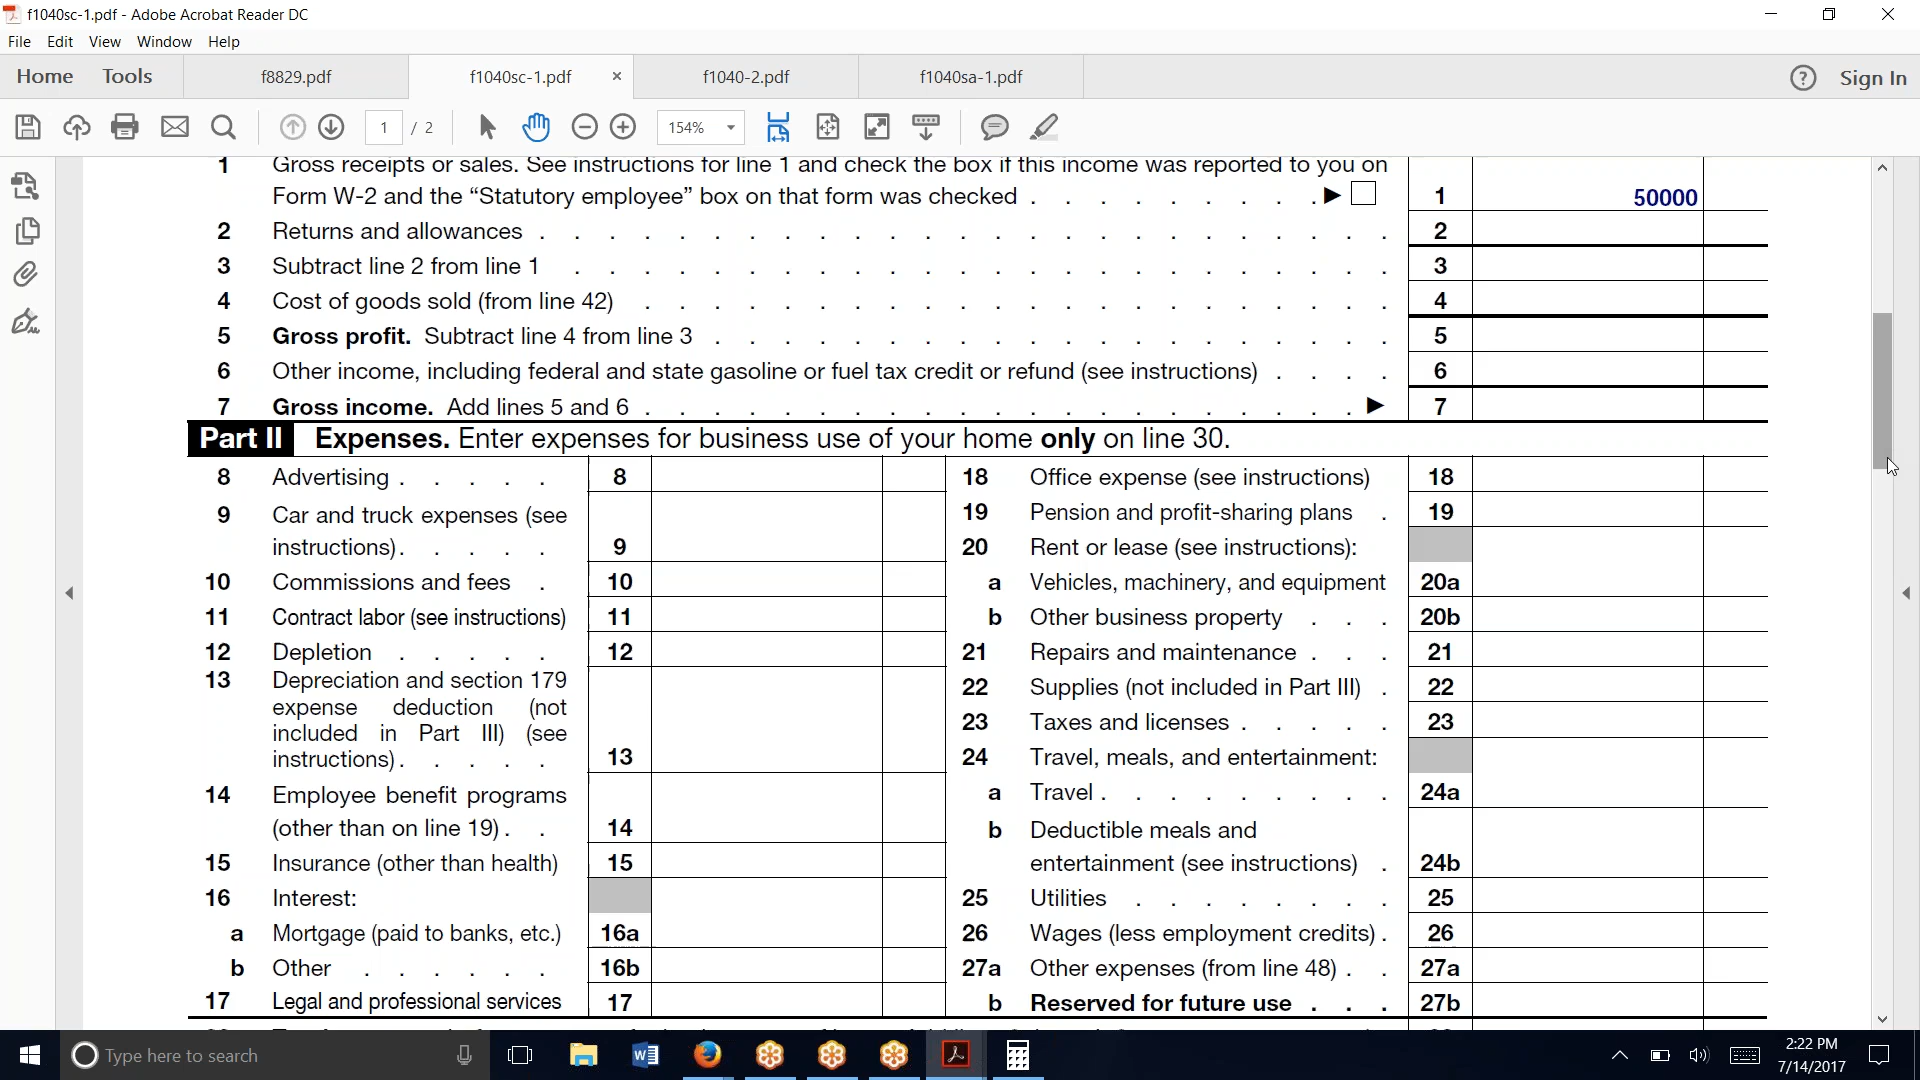 f1040sc-1.pdf - Adobe Acrobat Reader DC
File Edit View Window Help
Home Tools f8829.pdf f1040sc-1.pdf × f1040-2.pdf f1040sa-1.pdf ? Sign In
1 / 2 154%
1 Gross receipts or sales. See instructions for line 1 and check the box if this income was reported to you on
Form W-2 and the “Statutory employee” box on that form was checked . . . . . . . . . ▶ 1 50000
2 Returns and allowances . . . . . . . . . . . . . . . . . . . . . . . . . 2
3 Subtract line 2 from line 1 . . . . . . . . . . . . . . . . . . . . . . . . 3
4 Cost of goods sold (from line 42) . . . . . . . . . . . . . . . . . . . . . . 4
5 Gross profit. Subtract line 4 from line 3 . . . . . . . . . . . . . . . . . . . . 5
6 Other income, including federal and state gasoline or fuel tax credit or refund (see instructions) . . . . 6
7 Gross income. Add lines 5 and 6 . . . . . . . . . . . . . . . . . . . . . ▶ 7
Part II Expenses. Enter expenses for business use of your home only on line 30.
8 Advertising . . . . . 8
9 Car and truck expenses (see
instructions). . . . . 9
10 Commissions and fees . 10
11 Contract labor (see instructions) 11
12 Depletion . . . . . 12
13 Depreciation and section 179
expense deduction (not
included in Part III) (see
instructions). . . . . 13
14 Employee benefit programs
(other than on line 19). . 14
15 Insurance (other than health) 15
16 Interest:
a Mortgage (paid to banks, etc.) 16a
b Other . . . . . . 16b
17 Legal and professional services 17
18 Office expense (see instructions) 18
19 Pension and profit-sharing plans . 19
20 Rent or lease (see instructions):
a Vehicles, machinery, and equipment 20a
b Other business property . . . 20b
21 Repairs and maintenance . . . 21
22 Supplies (not included in Part III) . 22
23 Taxes and licenses . . . . . 23
24 Travel, meals, and entertainment:
a Travel . . . . . . . . . 24a
b Deductible meals and
entertainment (see instructions) . 24b
25 Utilities . . . . . . . . 25
26 Wages (less employment credits) . 26
27a Other expenses (from line 48) . . 27a
b Reserved for future use . . . 27b
Type here to search
2:22 PM
7/14/2017